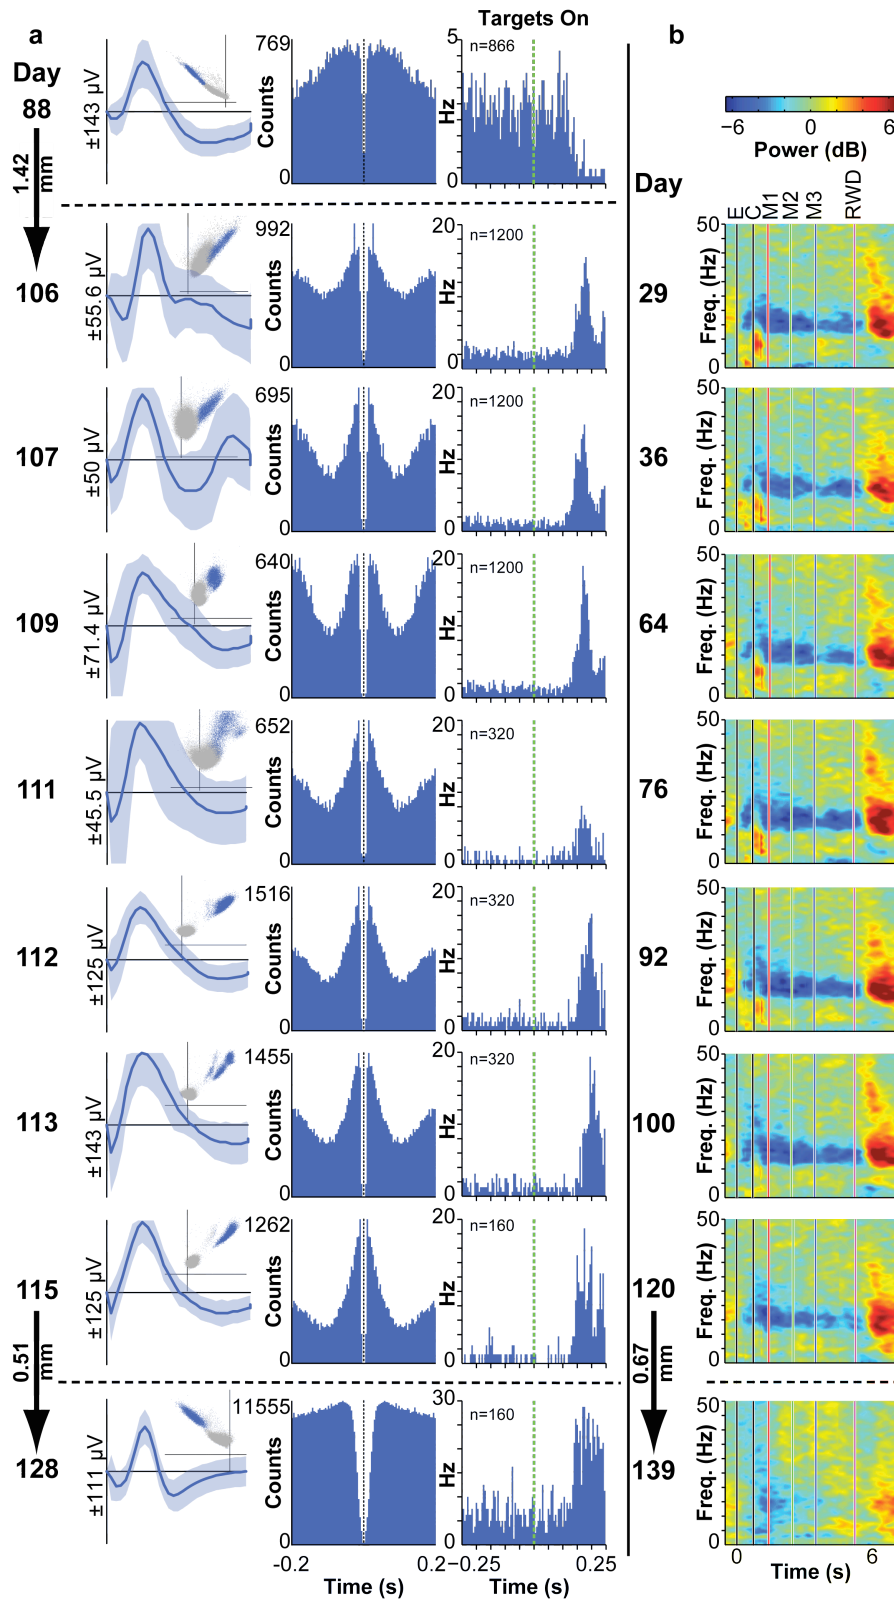 a
Targets On
b
Day
88
1.42 mm
±143 µV
769
Counts
0
5
Hz
0
n=866
−6 0 6
Power (dB)
Day
E C M1 M2 M3 RWD
106
±55.6 µV
992
Counts
0
20
Hz
0
n=1200
29
50
Freq. (Hz)
0
107
±50 µV
695
Counts
0
20
Hz
0
n=1200
36
50
Freq. (Hz)
0
109
±71.4 µV
640
Counts
0
20
Hz
0
n=1200
64
50
Freq. (Hz)
0
111
±45.5 µV
652
Counts
0
20
Hz
0
n=320
76
50
Freq. (Hz)
0
112
±125 µV
1516
Counts
0
20
Hz
0
n=320
92
50
Freq. (Hz)
0
113
±143 µV
1455
Counts
0
20
Hz
0
n=320
100
50
Freq. (Hz)
0
115
±125 µV
1262
Counts
0
20
Hz
0
n=160
120
50
Freq. (Hz)
0
0.51 mm
0.67 mm
128
±111 µV
11555
Counts
0
30
Hz
0
n=160
139
50
Freq. (Hz)
0
-0.2 0.2
Time (s)
−0.25 0.25
Time (s)
0 6
Time (s)